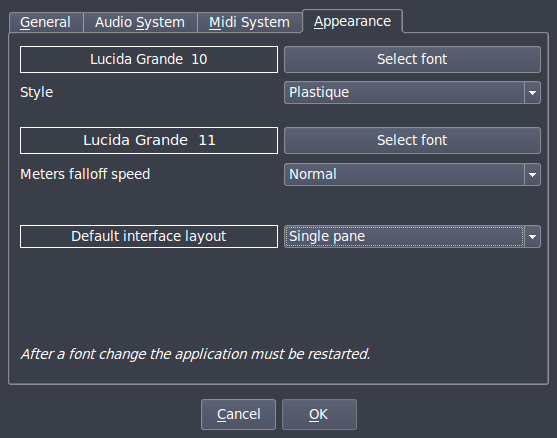 General Audio System Midi System Appearance
Lucida Grande 10 Select font
Style Plastique
Lucida Grande 11 Select font
Meters falloff speed Normal
Default interface layout Single pane
After a font change the application must be restarted.
Cancel OK